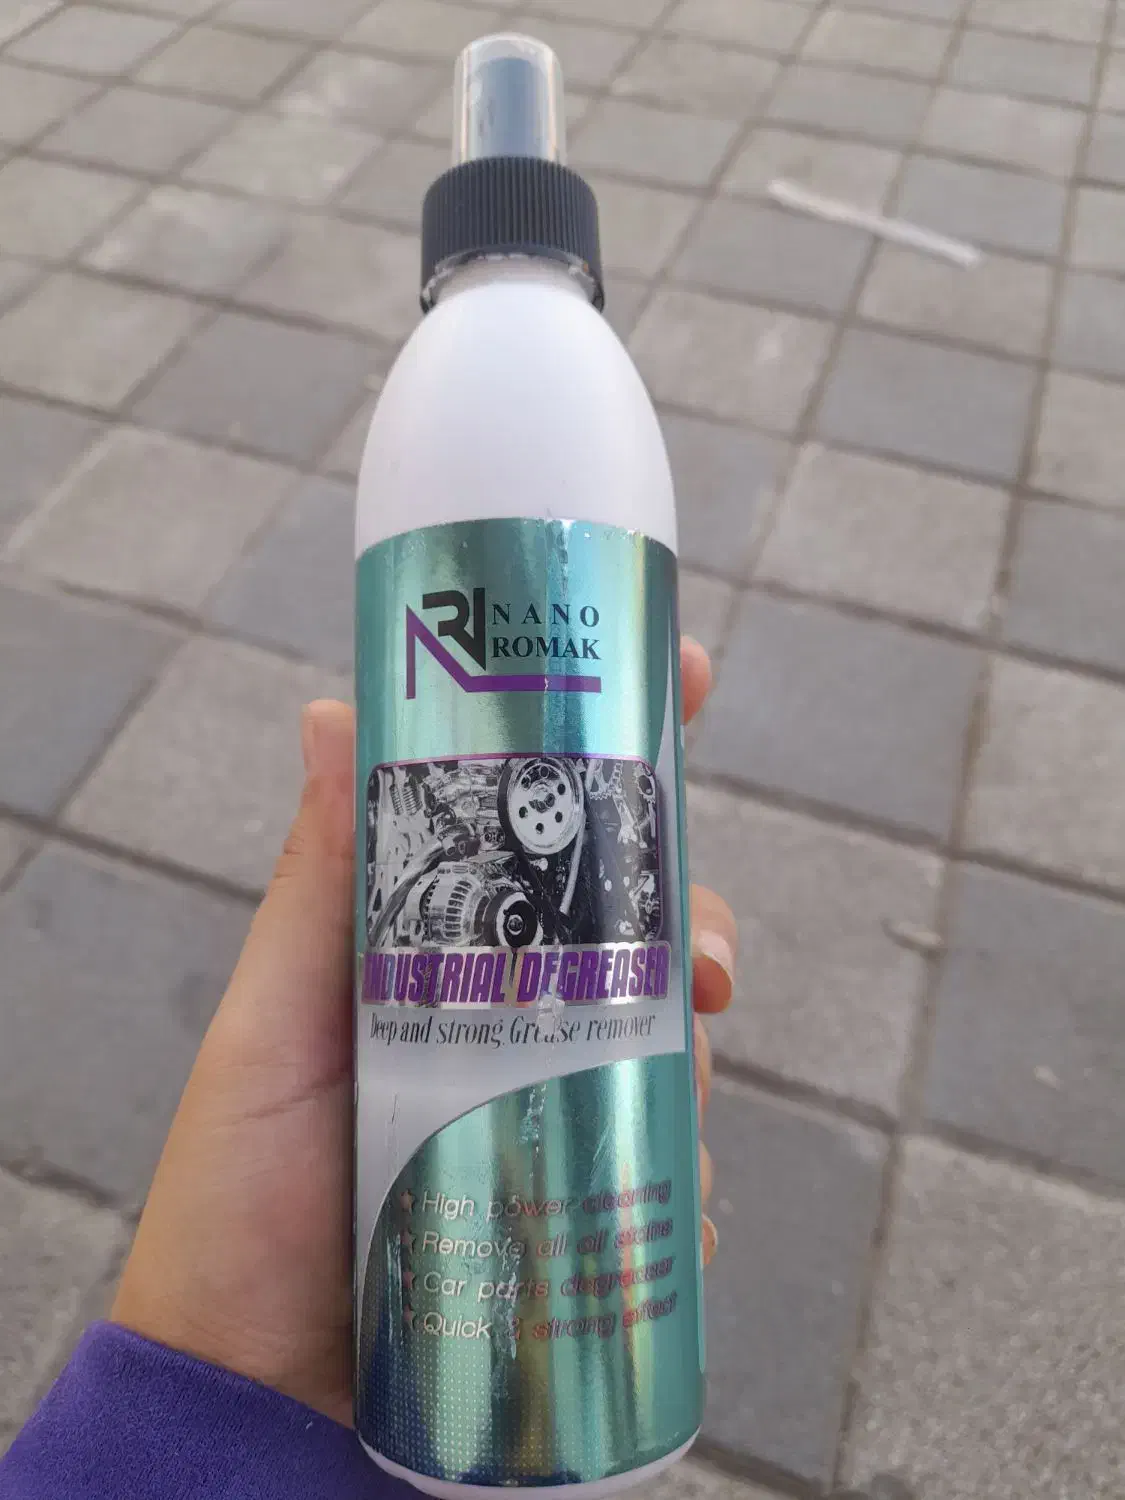 NANO
ROMAK
INDUSTRIAL DEGREASER
Deep and strong Grease remover
High power cleaning
Remove all oil stains
Car parts degreaser
Quick & strong effect